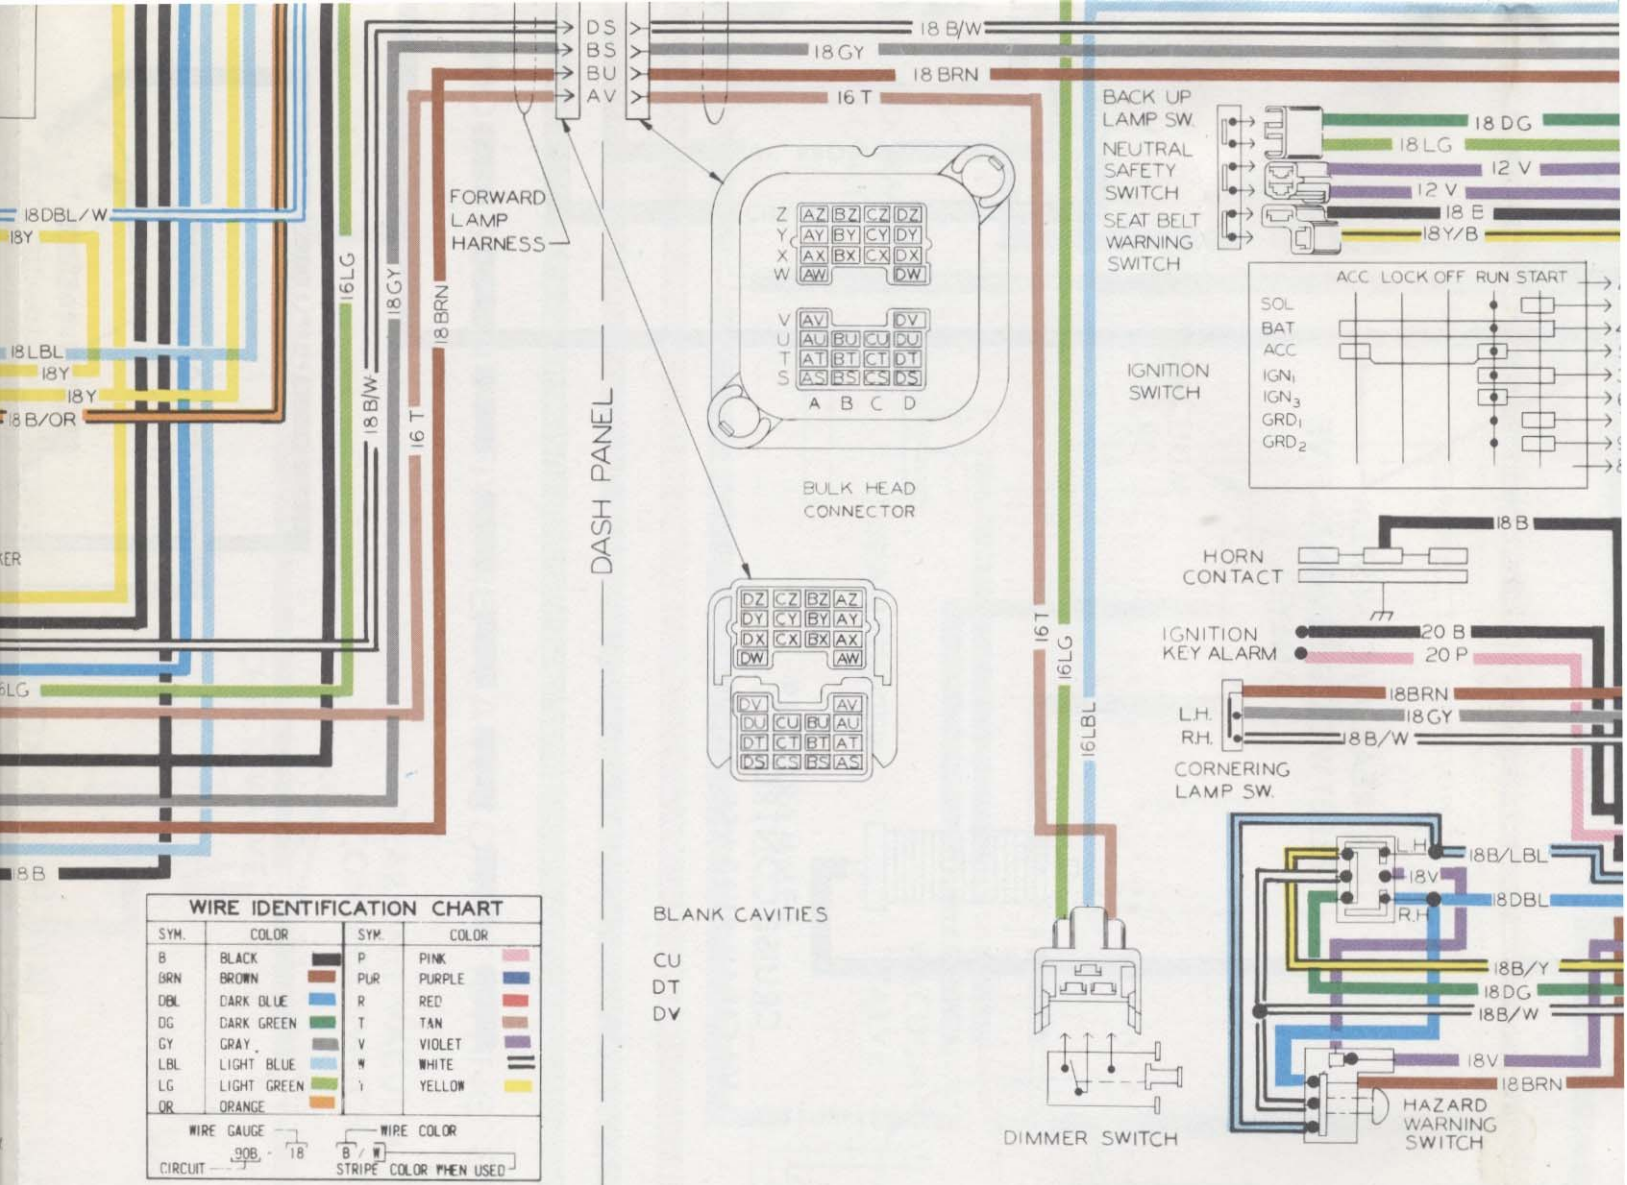 DS
18 B/W
BS
18GY
BU
18 BRN
AV
16 T
BACK UP
LAMP SW.
NEUTRAL
SAFETY
SWITCH
SEAT BELT
WARNING
SWITCH
18 DG
18 LG
12 V
12 V
18 B
18Y/B
FORWARD
LAMP
HARNESS
18DBL/W
18Y
18LBL
18Y
18Y
18 B/OR
16LG
18GY
18 BRN
18 B/W
16 T
Z AZ BZ CZ DZ
Y AY BY CY DY
X AX BX CX DX
W AW DW
V AV DV
U AU BU CU DU
T AT BT CT DT
S AS BS CS DS
A B C D
BULK HEAD
CONNECTOR
DASH PANEL
ACC LOCK OFF RUN START
SOL
BAT
ACC
IGN1
IGN3
GRD1
GRD2
IGNITION
SWITCH
HORN
CONTACT
18 B
IGNITION
KEY ALARM
20 B
20 P
18BRN
L.H.
18GY
R.H.
18B/W
CORNERING
LAMP SW.
DZ CZ BZ AZ
DY CY BY AY
DX CX BX AX
DW AW
DV AV
DU CU BU AU
DT CT BT AT
DS CS BS AS
16T
16LG
16LBL
18B
L.H.
18B/LBL
18V
18DBL
R.H.
18B/Y
18DG
18B/W
18V
18BRN
HAZARD
WARNING
SWITCH
DIMMER SWITCH
BLANK CAVITIES
CU
DT
DV
WIRE IDENTIFICATION CHART
SYM. COLOR SYM. COLOR
B BLACK P PINK
BRN BROWN PUR PURPLE
DBL DARK BLUE R RED
DG DARK GREEN T TAN
GY GRAY V VIOLET
LBL LIGHT BLUE W WHITE
LG LIGHT GREEN Y YELLOW
OR ORANGE
WIRE GAUGE WIRE COLOR
90B - 18 B / W
CIRCUIT STRIPE COLOR WHEN USED